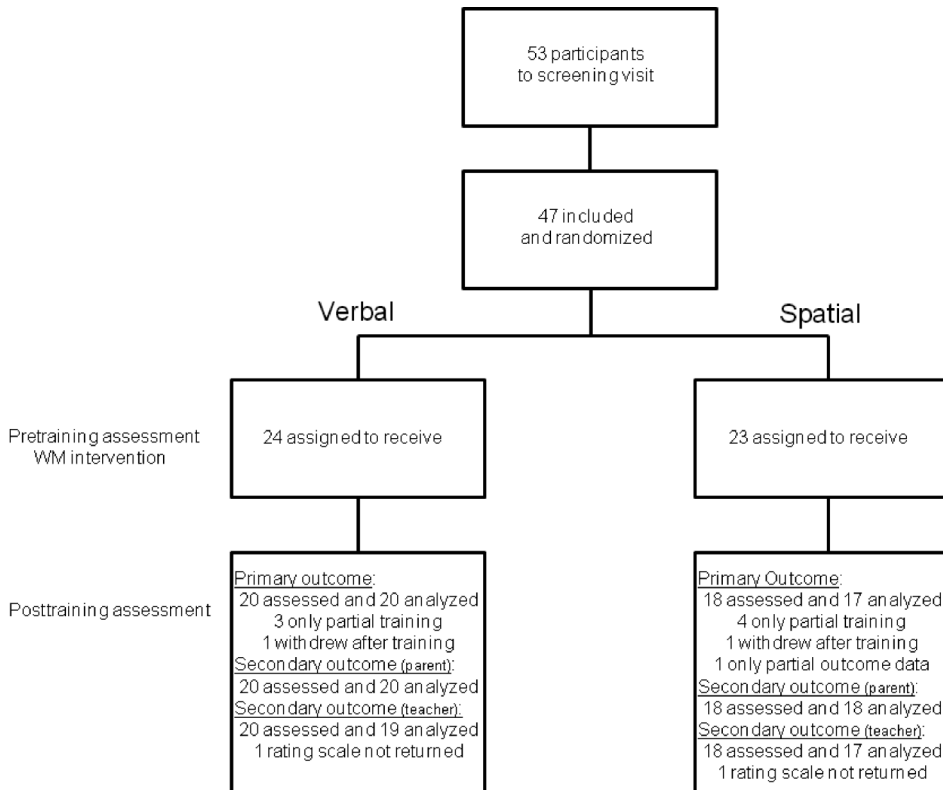 53 participants
to screening visit
47 included
and randomized
Verbal
Spatial
Pretraining assessment
WM intervention
24 assigned to receive
23 assigned to receive
Posttraining assessment
Primary outcome:
20 assessed and 20 analyzed
3 only partial training
1 withdrew after training
Secondary outcome (parent):
20 assessed and 20 analyzed
Secondary outcome (teacher):
20 assessed and 19 analyzed
1 rating scale not returned
Primary Outcome:
18 assessed and 17 analyzed
4 only partial training
1 withdrew after training
1 only partial outcome data
Secondary outcome (parent):
18 assessed and 18 analyzed
Secondary outcome (teacher):
18 assessed and 17 analyzed
1 rating scale not returned